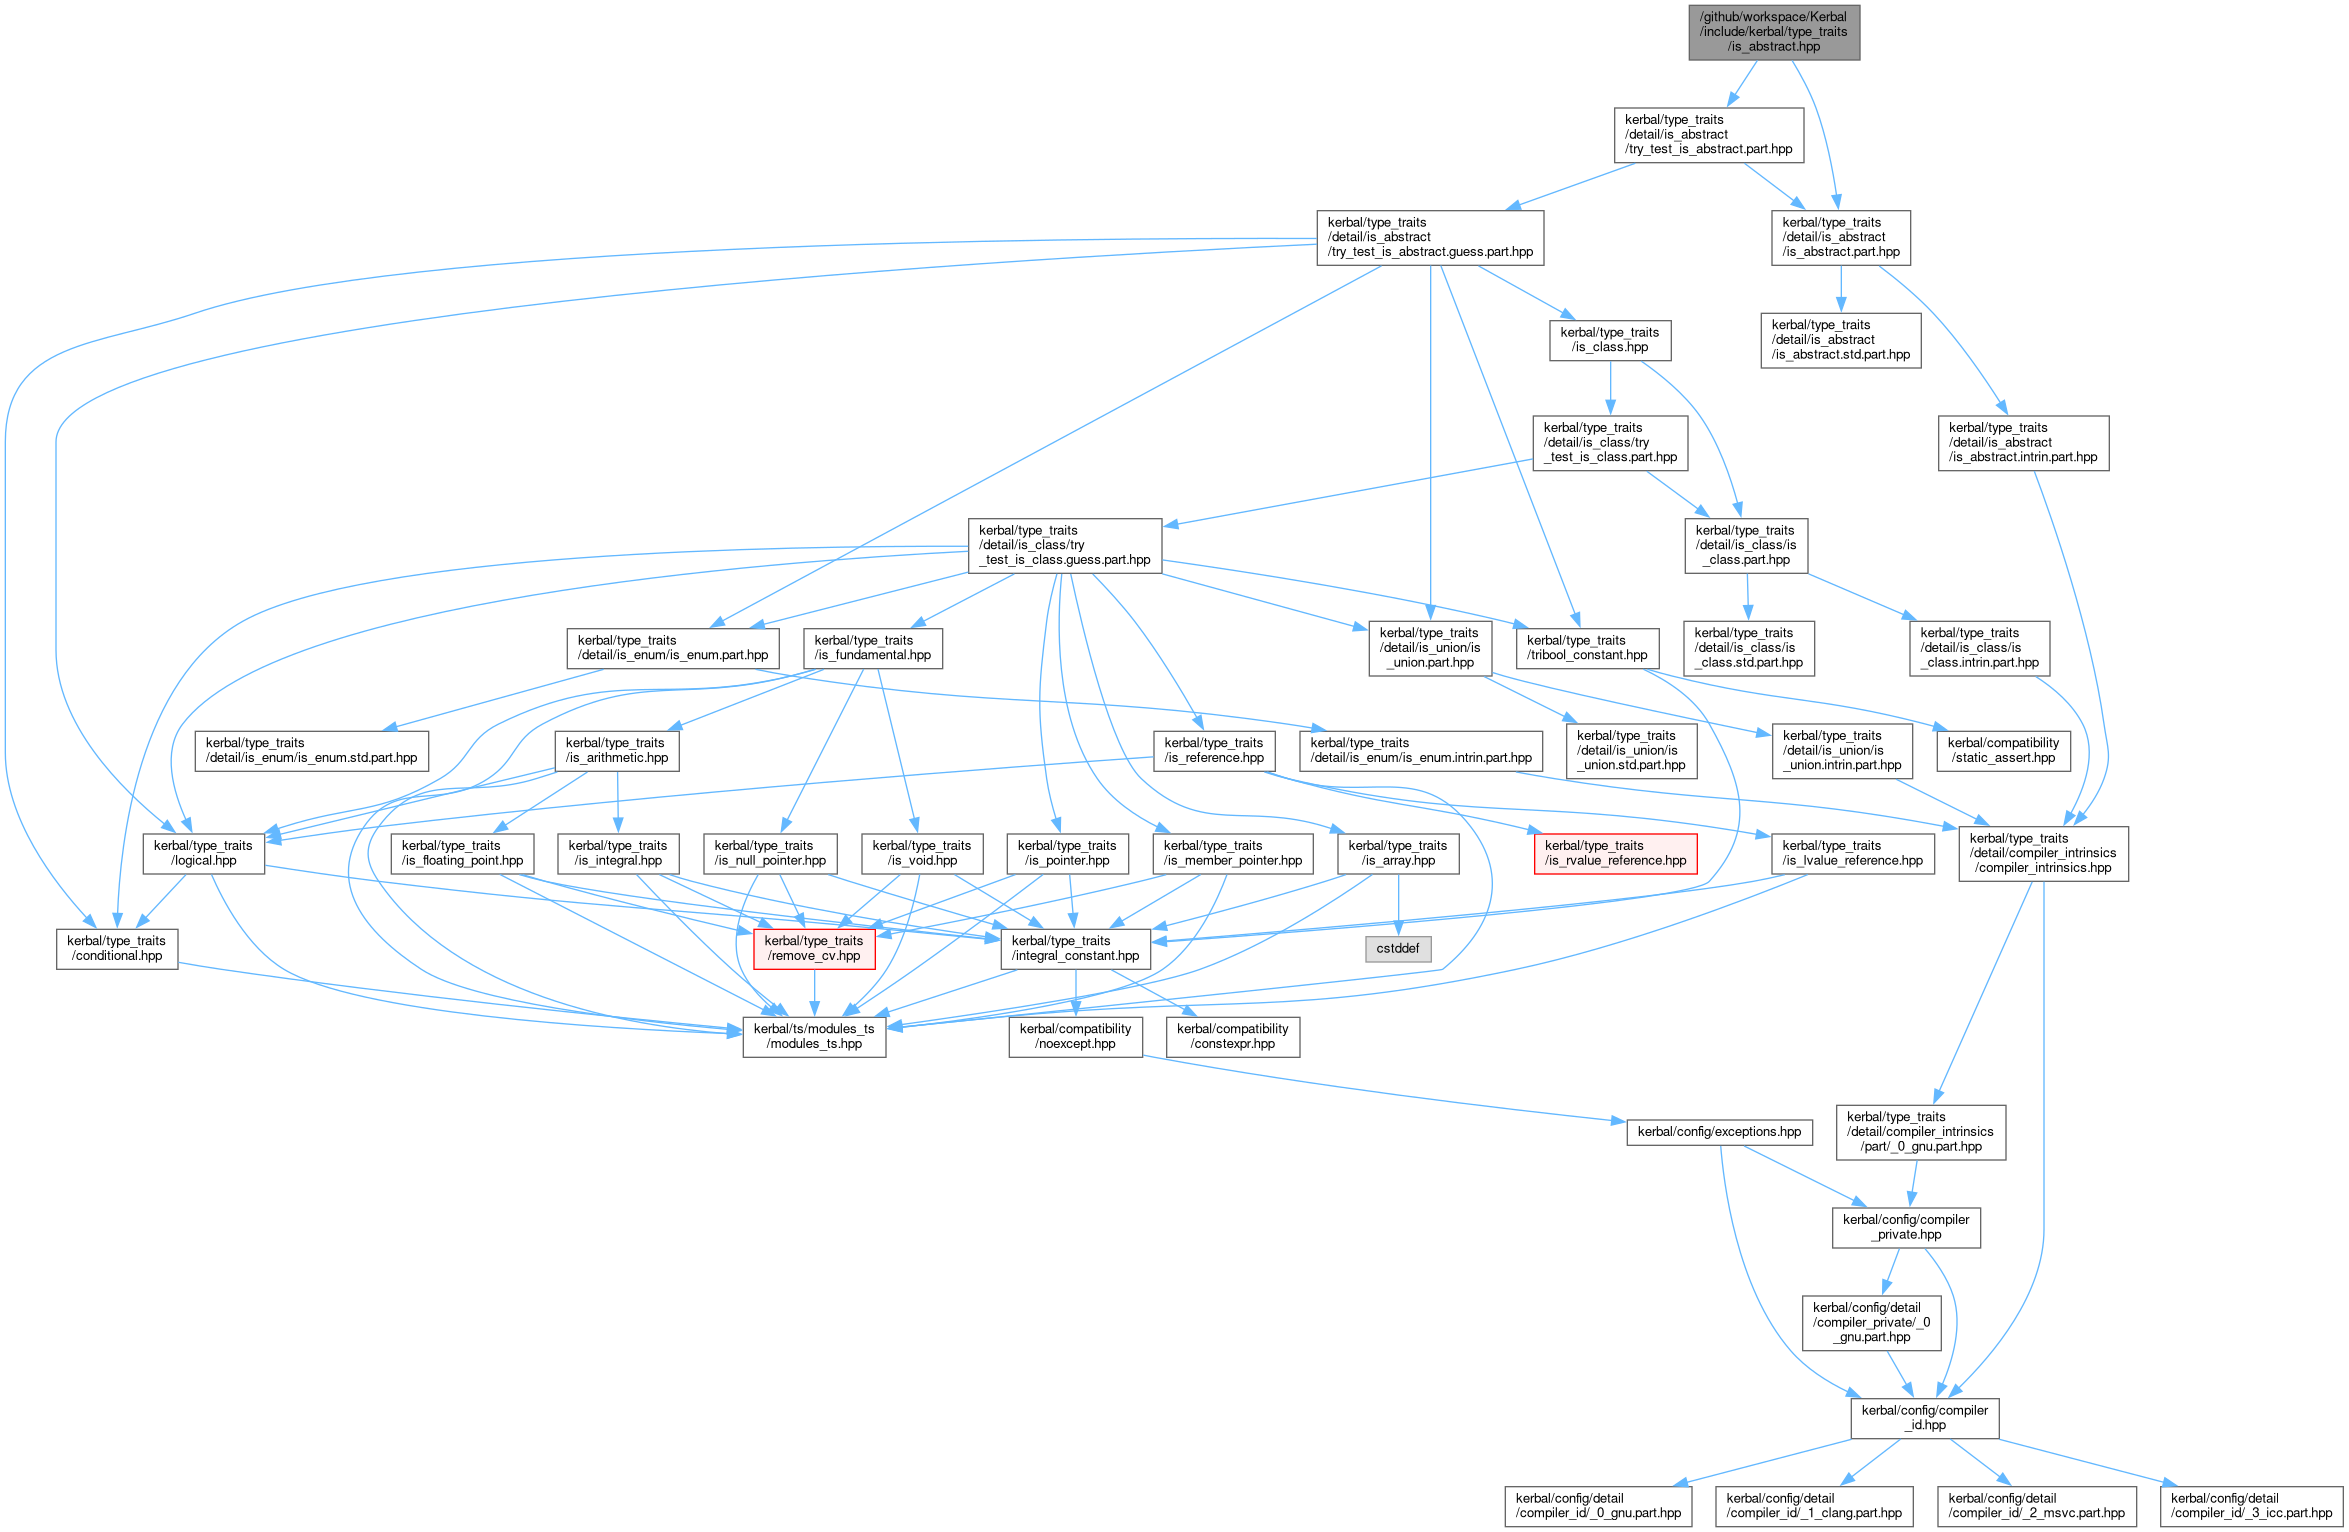 /github/workspace/Kerbal
/include/kerbal/type_traits
/is_abstract.hpp
kerbal/type_traits
/detail/is_abstract
/try_test_is_abstract.part.hpp
kerbal/type_traits
/detail/is_abstract
/try_test_is_abstract.guess.part.hpp
kerbal/type_traits
/detail/is_abstract
/is_abstract.part.hpp
kerbal/type_traits
/is_class.hpp
kerbal/type_traits
/detail/is_abstract
/is_abstract.std.part.hpp
kerbal/type_traits
/detail/is_class/try
_test_is_class.part.hpp
kerbal/type_traits
/detail/is_abstract
/is_abstract.intrin.part.hpp
kerbal/type_traits
/detail/is_class/try
_test_is_class.guess.part.hpp
kerbal/type_traits
/detail/is_class/is
_class.part.hpp
kerbal/type_traits
/detail/is_enum/is_enum.part.hpp
kerbal/type_traits
/is_fundamental.hpp
kerbal/type_traits
/detail/is_union/is
_union.part.hpp
kerbal/type_traits
/tribool_constant.hpp
kerbal/type_traits
/detail/is_class/is
_class.std.part.hpp
kerbal/type_traits
/detail/is_class/is
_class.intrin.part.hpp
kerbal/type_traits
/detail/is_enum/is_enum.std.part.hpp
kerbal/type_traits
/is_arithmetic.hpp
kerbal/type_traits
/is_reference.hpp
kerbal/type_traits
/detail/is_enum/is_enum.intrin.part.hpp
kerbal/type_traits
/detail/is_union/is
_union.std.part.hpp
kerbal/type_traits
/detail/is_union/is
_union.intrin.part.hpp
kerbal/compatibility
/static_assert.hpp
kerbal/type_traits
/logical.hpp
kerbal/type_traits
/is_floating_point.hpp
kerbal/type_traits
/is_integral.hpp
kerbal/type_traits
/is_null_pointer.hpp
kerbal/type_traits
/is_void.hpp
kerbal/type_traits
/is_pointer.hpp
kerbal/type_traits
/is_member_pointer.hpp
kerbal/type_traits
/is_array.hpp
kerbal/type_traits
/is_rvalue_reference.hpp
kerbal/type_traits
/is_lvalue_reference.hpp
kerbal/type_traits
/detail/compiler_intrinsics
/compiler_intrinsics.hpp
kerbal/type_traits
/conditional.hpp
kerbal/type_traits
/remove_cv.hpp
kerbal/type_traits
/integral_constant.hpp
cstddef
kerbal/ts/modules_ts
/modules_ts.hpp
kerbal/compatibility
/noexcept.hpp
kerbal/compatibility
/constexpr.hpp
kerbal/config/exceptions.hpp
kerbal/type_traits
/detail/compiler_intrinsics
/part/_0_gnu.part.hpp
kerbal/config/compiler
_private.hpp
kerbal/config/detail
/compiler_private/_0
_gnu.part.hpp
kerbal/config/compiler
_id.hpp
kerbal/config/detail
/compiler_id/_0_gnu.part.hpp
kerbal/config/detail
/compiler_id/_1_clang.part.hpp
kerbal/config/detail
/compiler_id/_2_msvc.part.hpp
kerbal/config/detail
/compiler_id/_3_icc.part.hpp